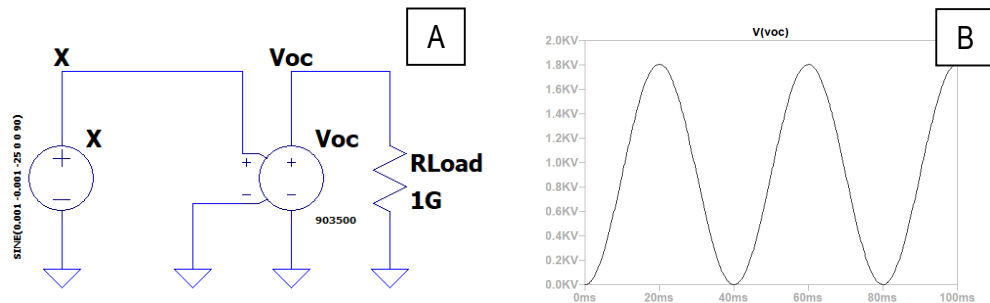 A
X
Voc
X
Voc
RLoad
1G
903500
SINE(0.001 -0.001 -25 0 0 90)
+
−
+
−
+
−
V(voc)
B
2.0KV
1.8KV
1.6KV
1.4KV
1.2KV
1.0KV
0.8KV
0.6KV
0.4KV
0.2KV
0.0KV
0ms
20ms
40ms
60ms
80ms
100ms